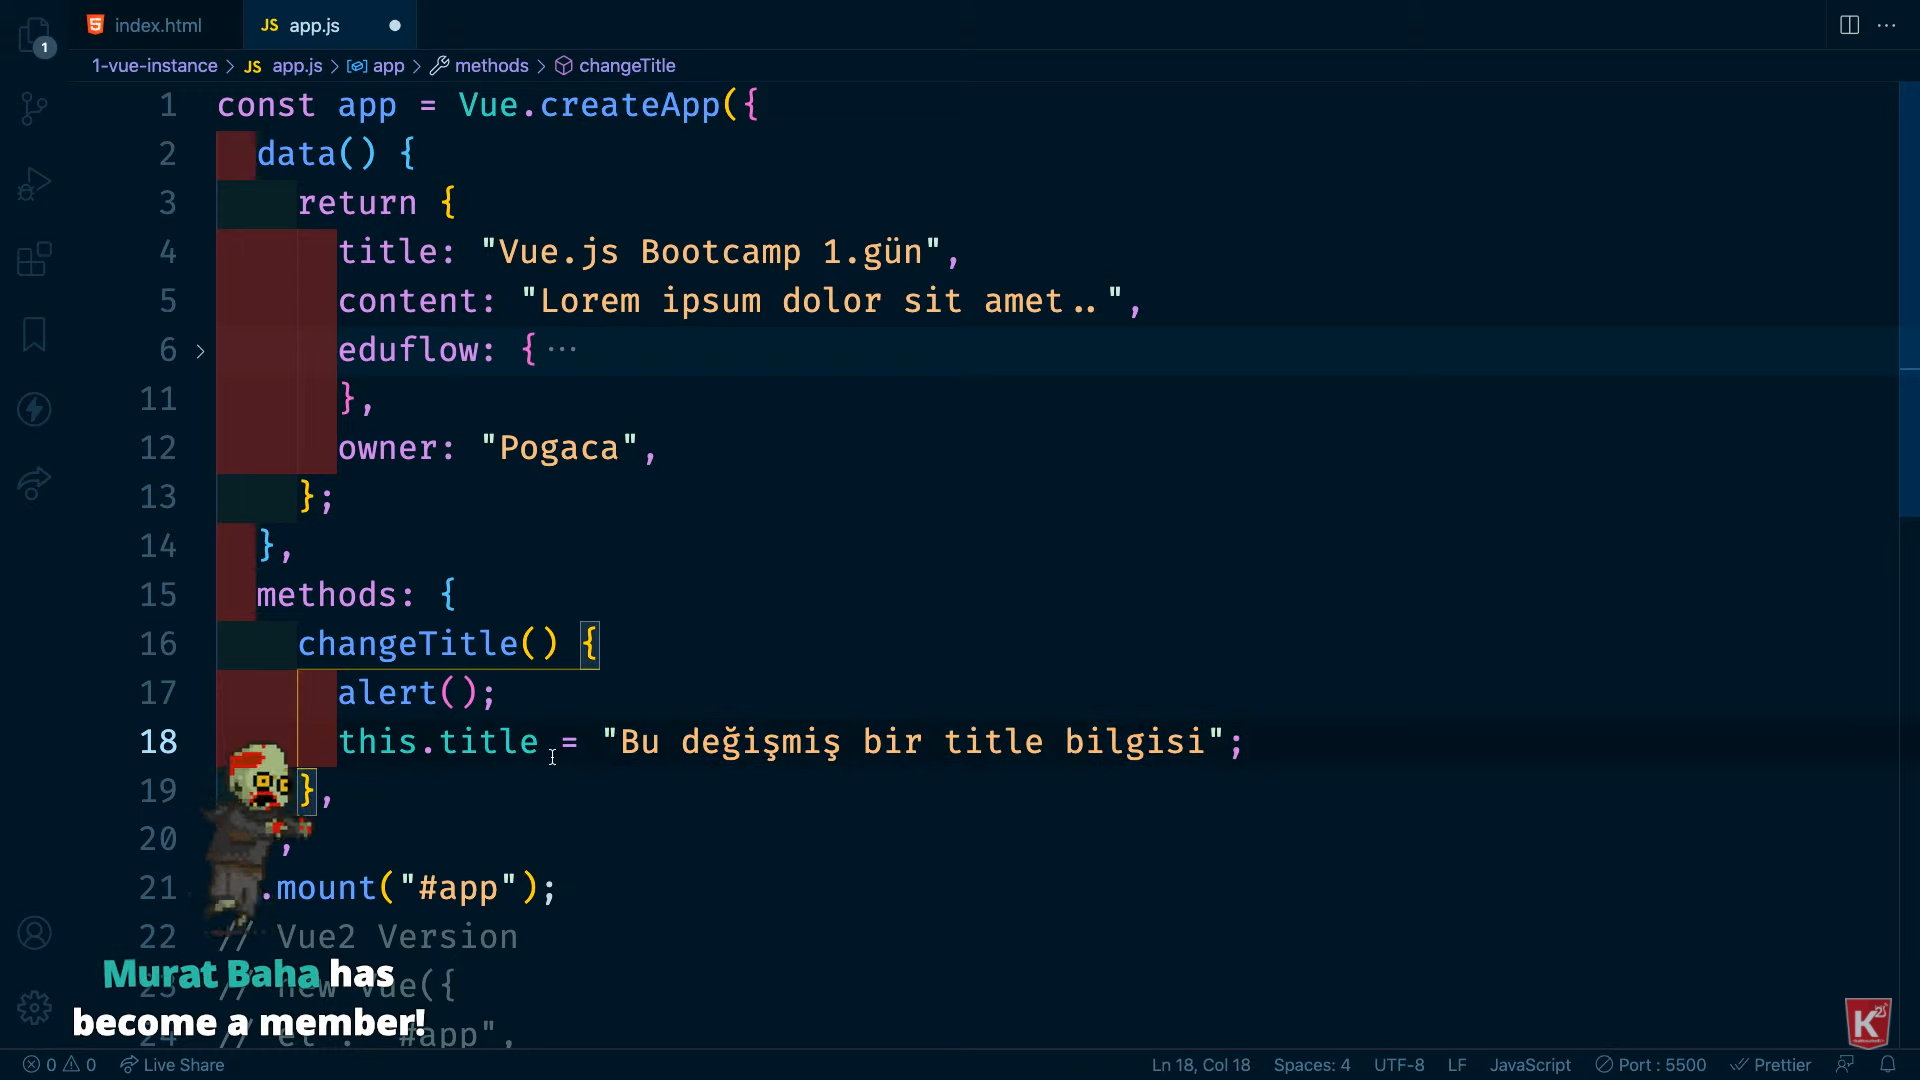 index.html
JS app.js
1
1-vue-instance > JS app.js > app > methods > changeTitle
1 const app = Vue.createApp({
2 data() {
3 return {
4 title: "Vue.js Bootcamp 1.gün",
5 content: "Lorem ipsum dolor sit amet..",
6 eduflow: { ···
11 },
12 owner: "Pogaca",
13 };
14 },
15 methods: {
16 changeTitle() {
17 alert();
18 this.title = "Bu değişmiş bir title bilgisi";
19 },
20 ,
21 .mount("#app");
22 // Vue2 Version
23 // new Vue({
24 // el : "#app",
Murat Baha has
become a member!
K
0 0 Live Share
Ln 18, Col 18 Spaces: 4 UTF-8 LF JavaScript Port : 5500 Prettier